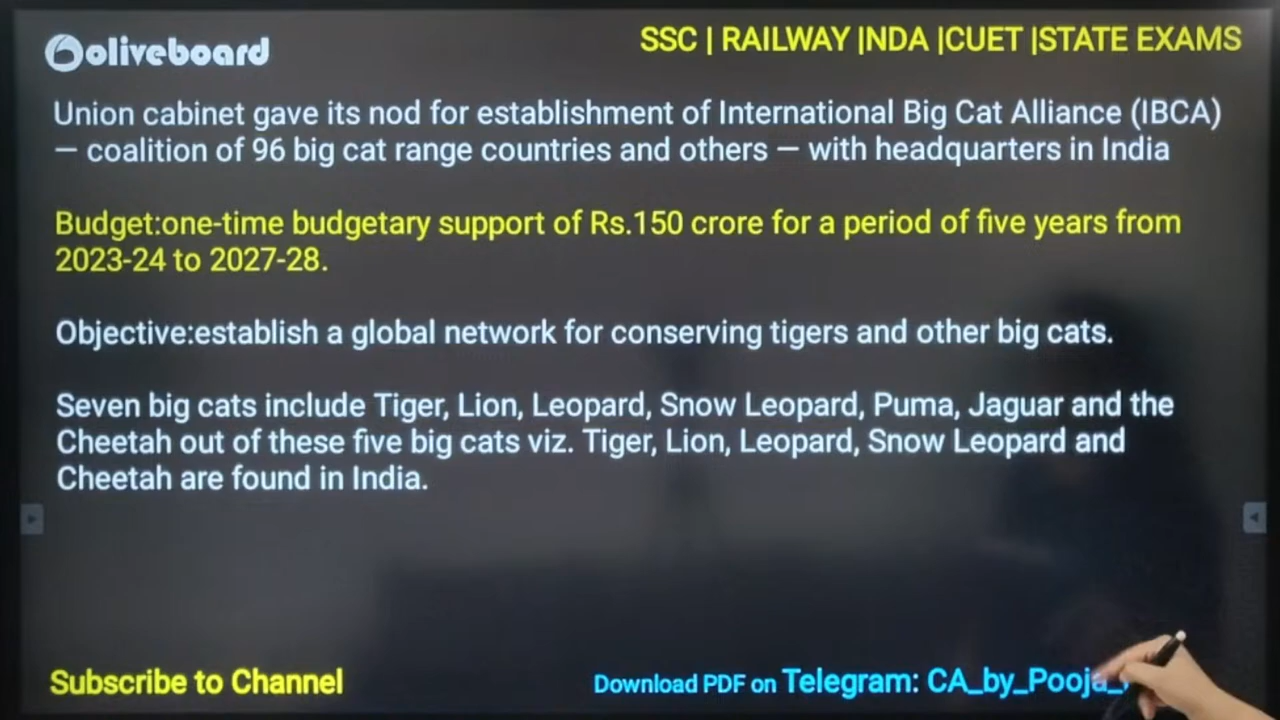 oliveboard
SSC | RAILWAY |NDA |CUET |STATE EXAMS
Union cabinet gave its nod for establishment of International Big Cat Alliance (IBCA)
— coalition of 96 big cat range countries and others — with headquarters in India
Budget:one-time budgetary support of Rs.150 crore for a period of five years from
2023-24 to 2027-28.
Objective:establish a global network for conserving tigers and other big cats.
Seven big cats include Tiger, Lion, Leopard, Snow Leopard, Puma, Jaguar and the
Cheetah out of these five big cats viz. Tiger, Lion, Leopard, Snow Leopard and
Cheetah are found in India.
Subscribe to Channel
Download PDF on Telegram: CA_by_Pooja_